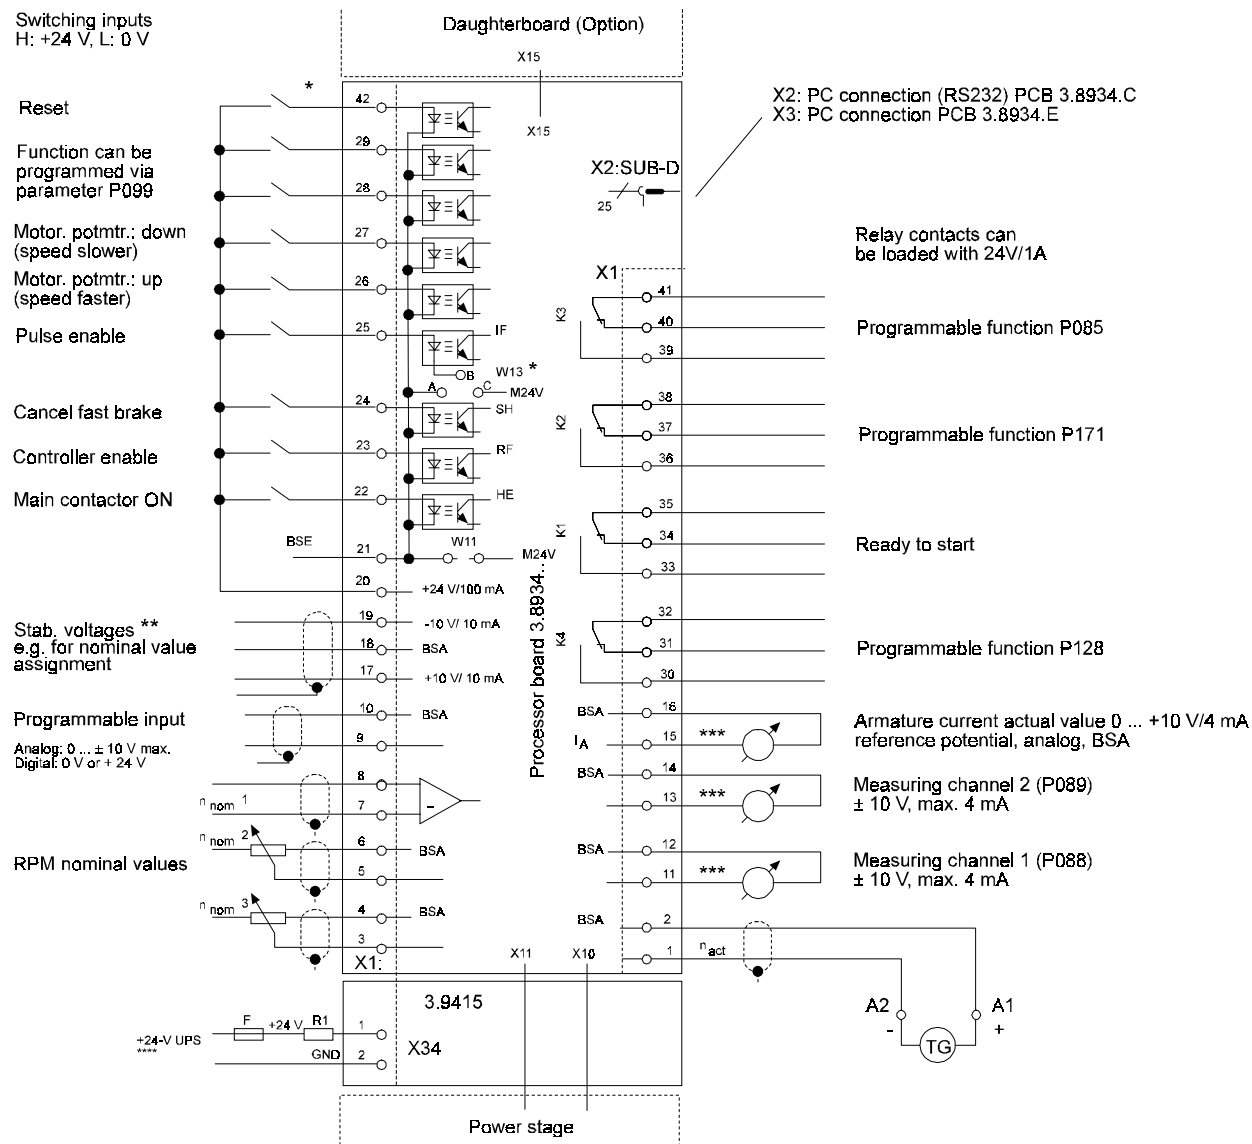 Switching inputs
H: +24 V, L: 0 V
Daughterboard (Option)
X15
X15
X2: PC connection (RS232) PCB 3.8934.C
X3: PC connection PCB 3.8934.E
X2:SUB-D
25
*
Reset
42
Function can be
programmed via
parameter P099
29
28
Motor. potmtr.: down
(speed slower)
27
Motor. potmtr.: up
(speed faster)
26
Pulse enable
25
IF
B
W13 *
A
C
M24V
Cancel fast brake
24
SH
Controller enable
23
RF
Main contactor ON
22
HE
BSE
21
W11
M24V
20
+24 V/100 mA
Stab. voltages **
e.g. for nominal value
assignment
19
-10 V/ 10 mA
18
BSA
17
+10 V/ 10 mA
Programmable input
Analog: 0 ... ± 10 V max.
Digital: 0 V or + 24 V
10
BSA
9
8
n nom 1
7
-
RPM nominal values
n nom 2
6
BSA
5
n nom 3
4
BSA
3
X1:
Processor board 3.8934...
Relay contacts can
be loaded with 24V/1A
X1
K3
41
40
39
Programmable function P085
K2
38
37
36
Programmable function P171
K1
35
34
33
Ready to start
K4
32
31
30
Programmable function P128
BSA
16
IA
15
***
Armature current actual value 0 ... +10 V/4 mA
reference potential, analog, BSA
BSA
14
13
***
Measuring channel 2 (P089)
± 10 V, max. 4 mA
BSA
12
11
***
Measuring channel 1 (P088)
± 10 V, max. 4 mA
BSA
2
1
n act
A2
-
A1
+
TG
X11
X10
3.9415
+24-V UPS
****
F
+24 V
R1
1
GND
2
X34
Power stage